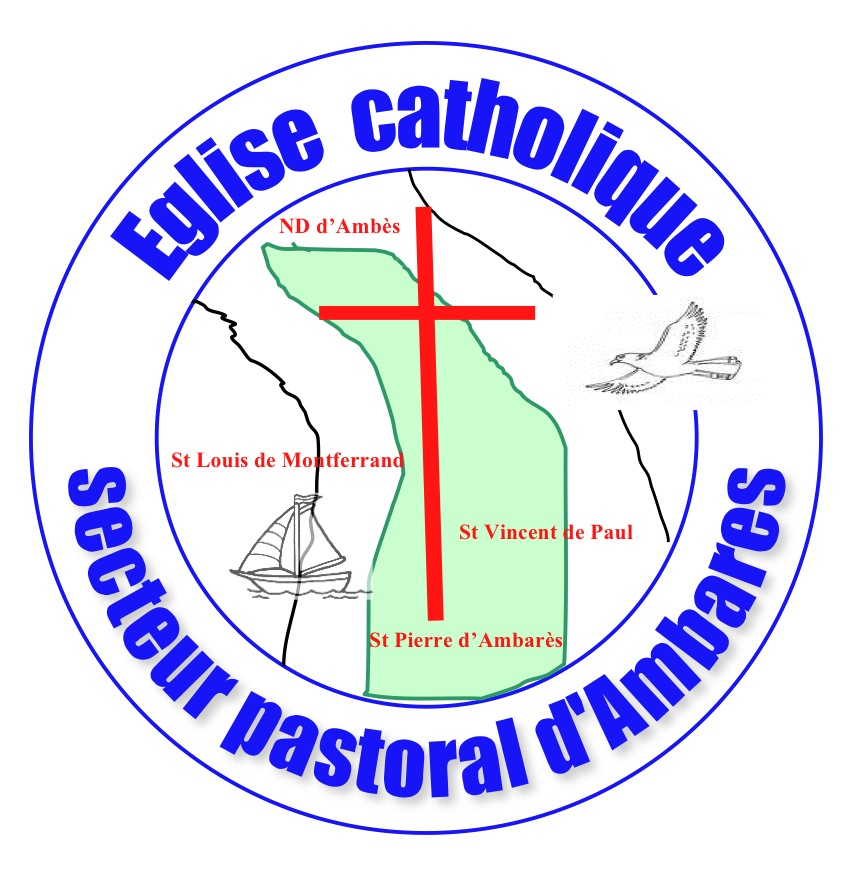 Eglise catholique
ND d'Ambès
St Louis de Montferrand
St Vincent de Paul
St Pierre d'Ambarès
secteur pastoral d'Ambares